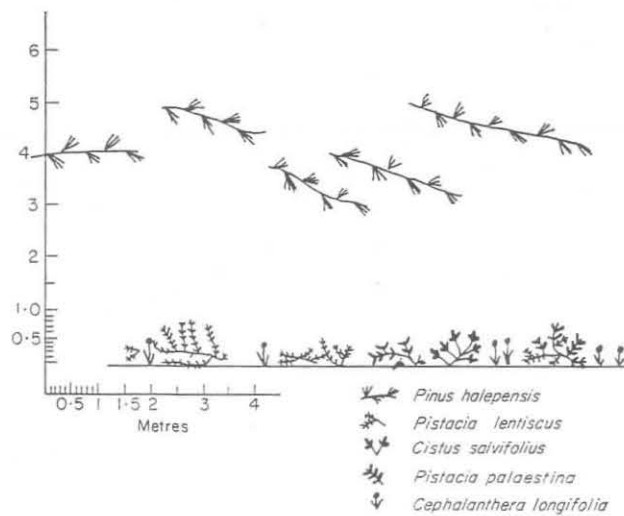 6
5
4
3
2
1·0
0·5
0·5 1 1·5 2 3 4
Metres
Pinus halepensis
Pistacia lentiscus
Cistus salvifolius
Pistacia palaestina
Cephalanthera longifolia